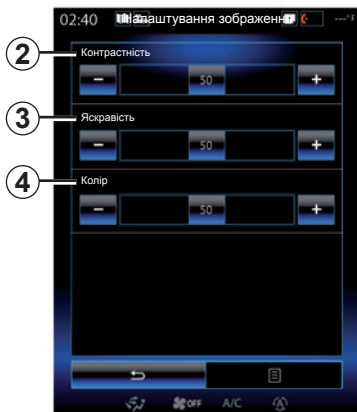 02:40 Налаштування зображення ---°F
2 Контрастність
− 50 +
3 Яскравість
− 50 +
4 Колір
− 50 +
OFF A/C A